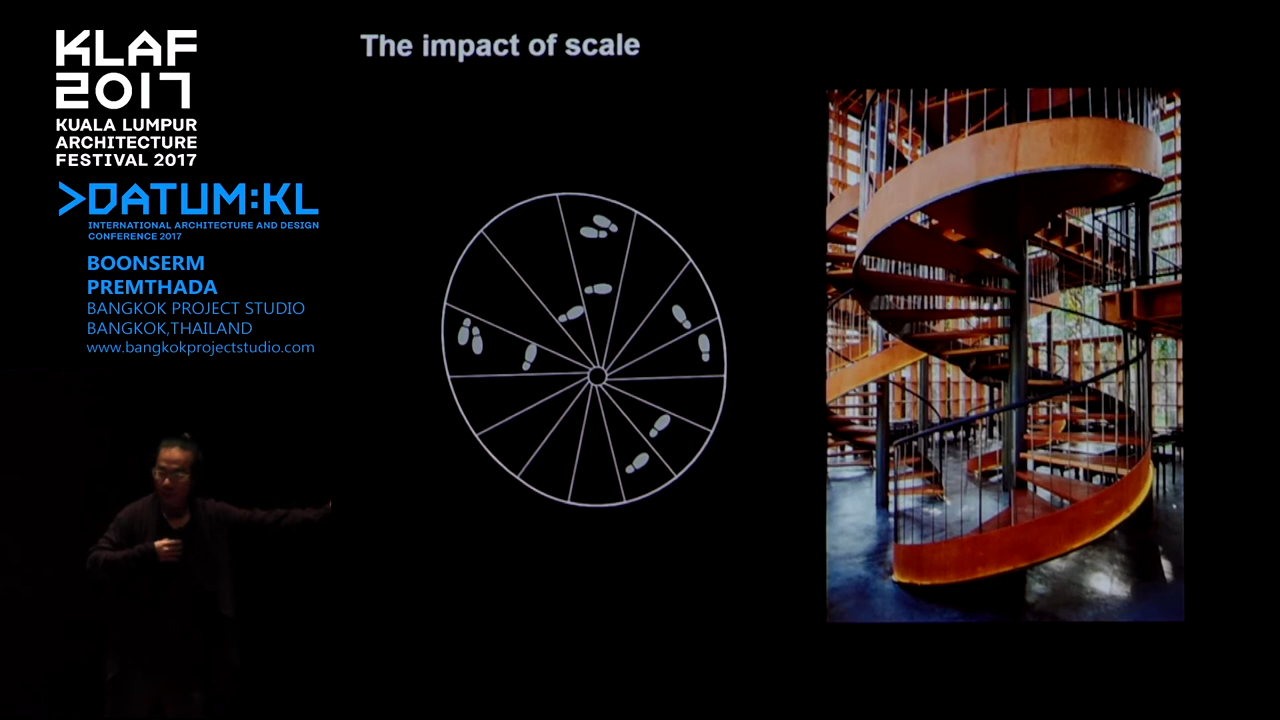 KLAF
2017
KUALA LUMPUR
ARCHITECTURE
FESTIVAL 2017
>DATUM:KL
INTERNATIONAL ARCHITECTURE AND DESIGN
CONFERENCE 2017
BOONSERM
PREMTHADA
BANGKOK PROJECT STUDIO
BANGKOK,THAILAND
www.bangkokprojectstudio.com
The impact of scale